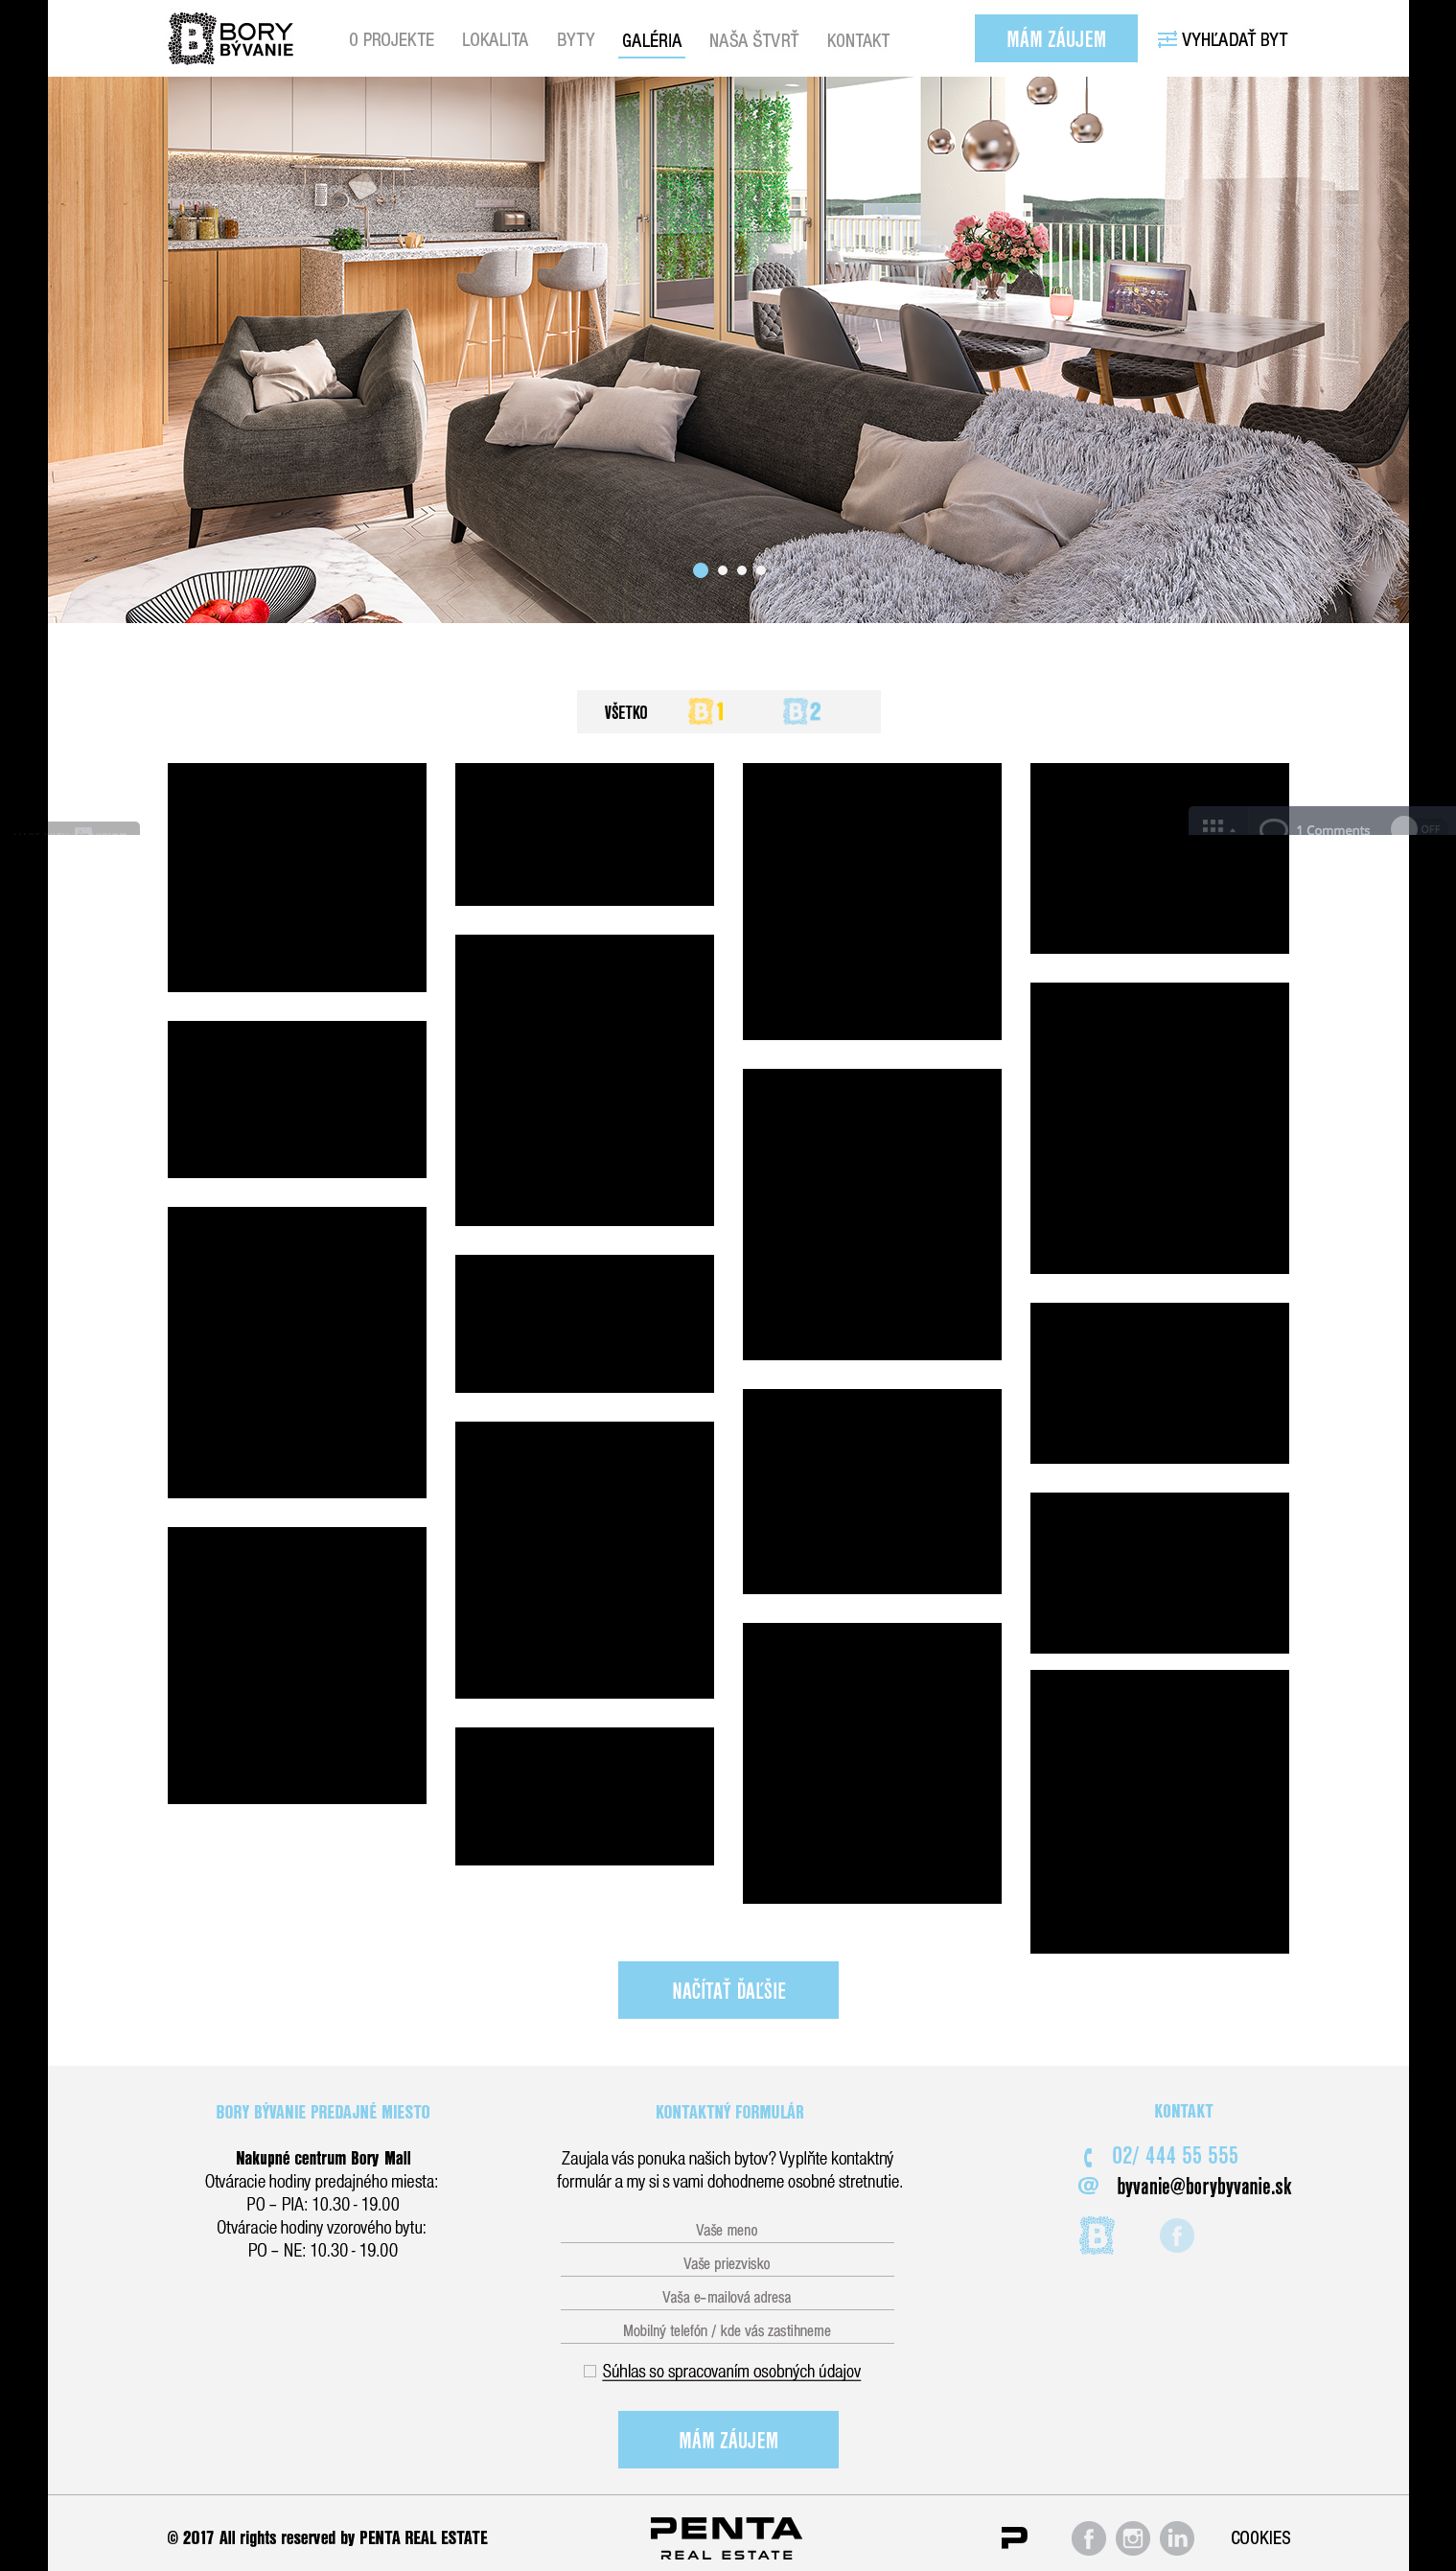 BORY
BÝVANIE
O PROJEKTE LOKALITA BYTY GALÉRIA NAŠA ŠTVRŤ KONTAKT
MÁM ZÁUJEM
VYHĽADAŤ BYT
VŠETKO B 1 B 2
1 Comments OFF
NAČÍTAŤ ĎAĽŠIE
BORY BÝVANIE PREDAJNÉ MIESTO
Nakupné centrum Bory Mall
Otváracie hodiny predajného miesta:
PO – PIA: 10.30 - 19.00
Otváracie hodiny vzorového bytu:
PO – NE: 10.30 - 19.00
KONTAKTNÝ FORMULÁR
Zaujala vás ponuka našich bytov? Vyplňte kontaktný
formulár a my si s vami dohodneme osobné stretnutie.
Vaše meno
Vaše priezvisko
Vaša e-mailová adresa
Mobilný telefón / kde vás zastihneme
Súhlas so spracovaním osobných údajov
MÁM ZÁUJEM
KONTAKT
02/ 444 55 555
@ byvanie@borybyvanie.sk
B f
© 2017 All rights reserved by PENTA REAL ESTATE
PENTA
REAL ESTATE
P f in COOKIES